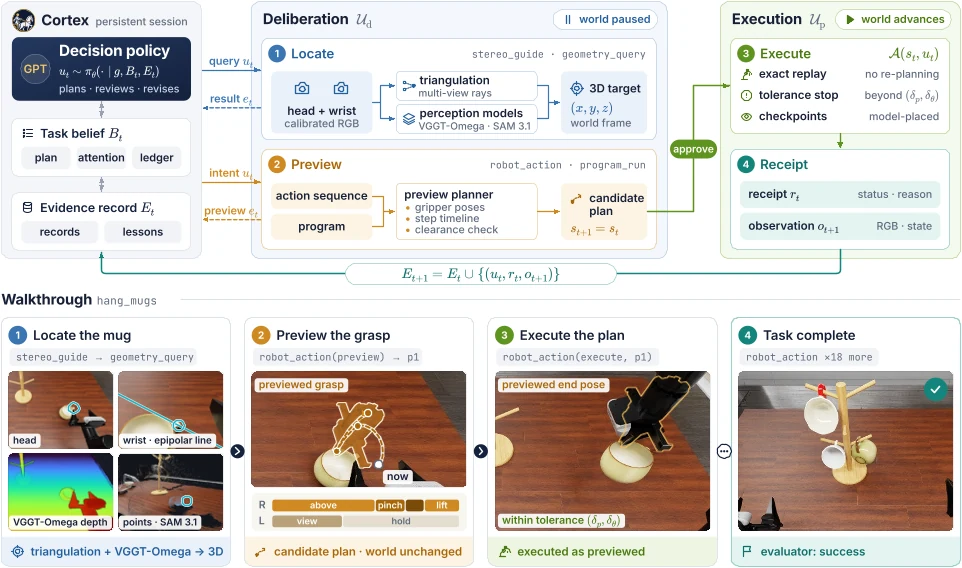 Cortex persistent session
GPT
Decision policy
u_t ∼ π_θ(· | g, B_t, E_t)
plans · reviews · revises
Task belief B_t
plan attention ledger
Evidence record E_t
records lessons
query u_t
result e_t
intent u_t
preview e_t
Deliberation 𝒰_d
world paused
1 Locate
stereo_guide · geometry_query
head + wrist
calibrated RGB
triangulation
multi-view rays
perception models
VGGT-Omega · SAM 3.1
3D target
(x, y, z)
world frame
2 Preview
robot_action · program_run
action sequence
program
preview planner
• gripper poses
• step timeline
• clearance check
candidate
plan
s_{t+1} = s_t
approve
Execution 𝒰_p
world advances
3 Execute
𝒜(s_t, u_t)
exact replay no re-planning
tolerance stop beyond (δ_p, δ_θ)
checkpoints model-placed
4 Receipt
receipt r_t status · reason
observation o_{t+1} RGB · state
E_{t+1} = E_t ∪ {(u_t, r_t, o_{t+1})}
Walkthrough hang_mugs
1 Locate the mug
stereo_guide → geometry_query
head
wrist · epipolar line
VGGT-Omega depth
points · SAM 3.1
triangulation + VGGT-Omega → 3D
2 Preview the grasp
robot_action(preview) → p1
previewed grasp
now
R above pinch lift
L view hold
candidate plan · world unchanged
3 Execute the plan
robot_action(execute, p1)
previewed end pose
within tolerance (δ_p, δ_θ)
executed as previewed
4 Task complete
robot_action ×18 more
evaluator: success